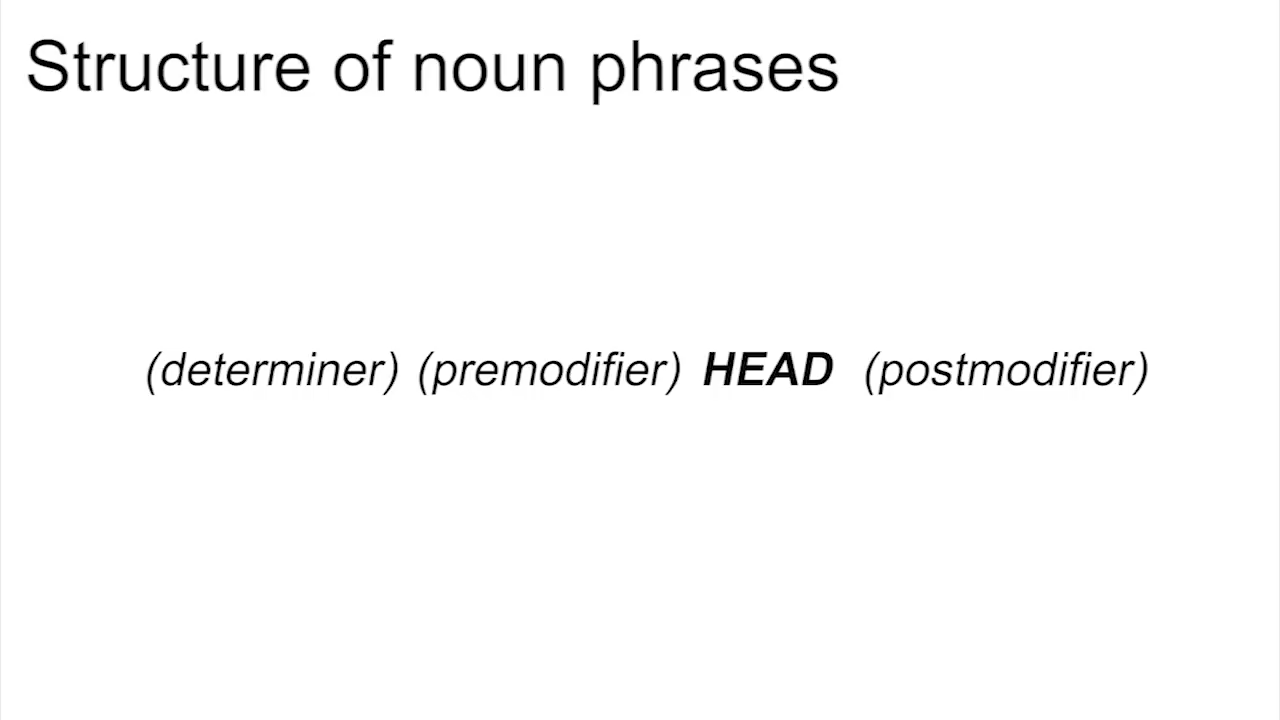 Structure of noun phrases
(determiner) (premodifier) HEAD (postmodifier)